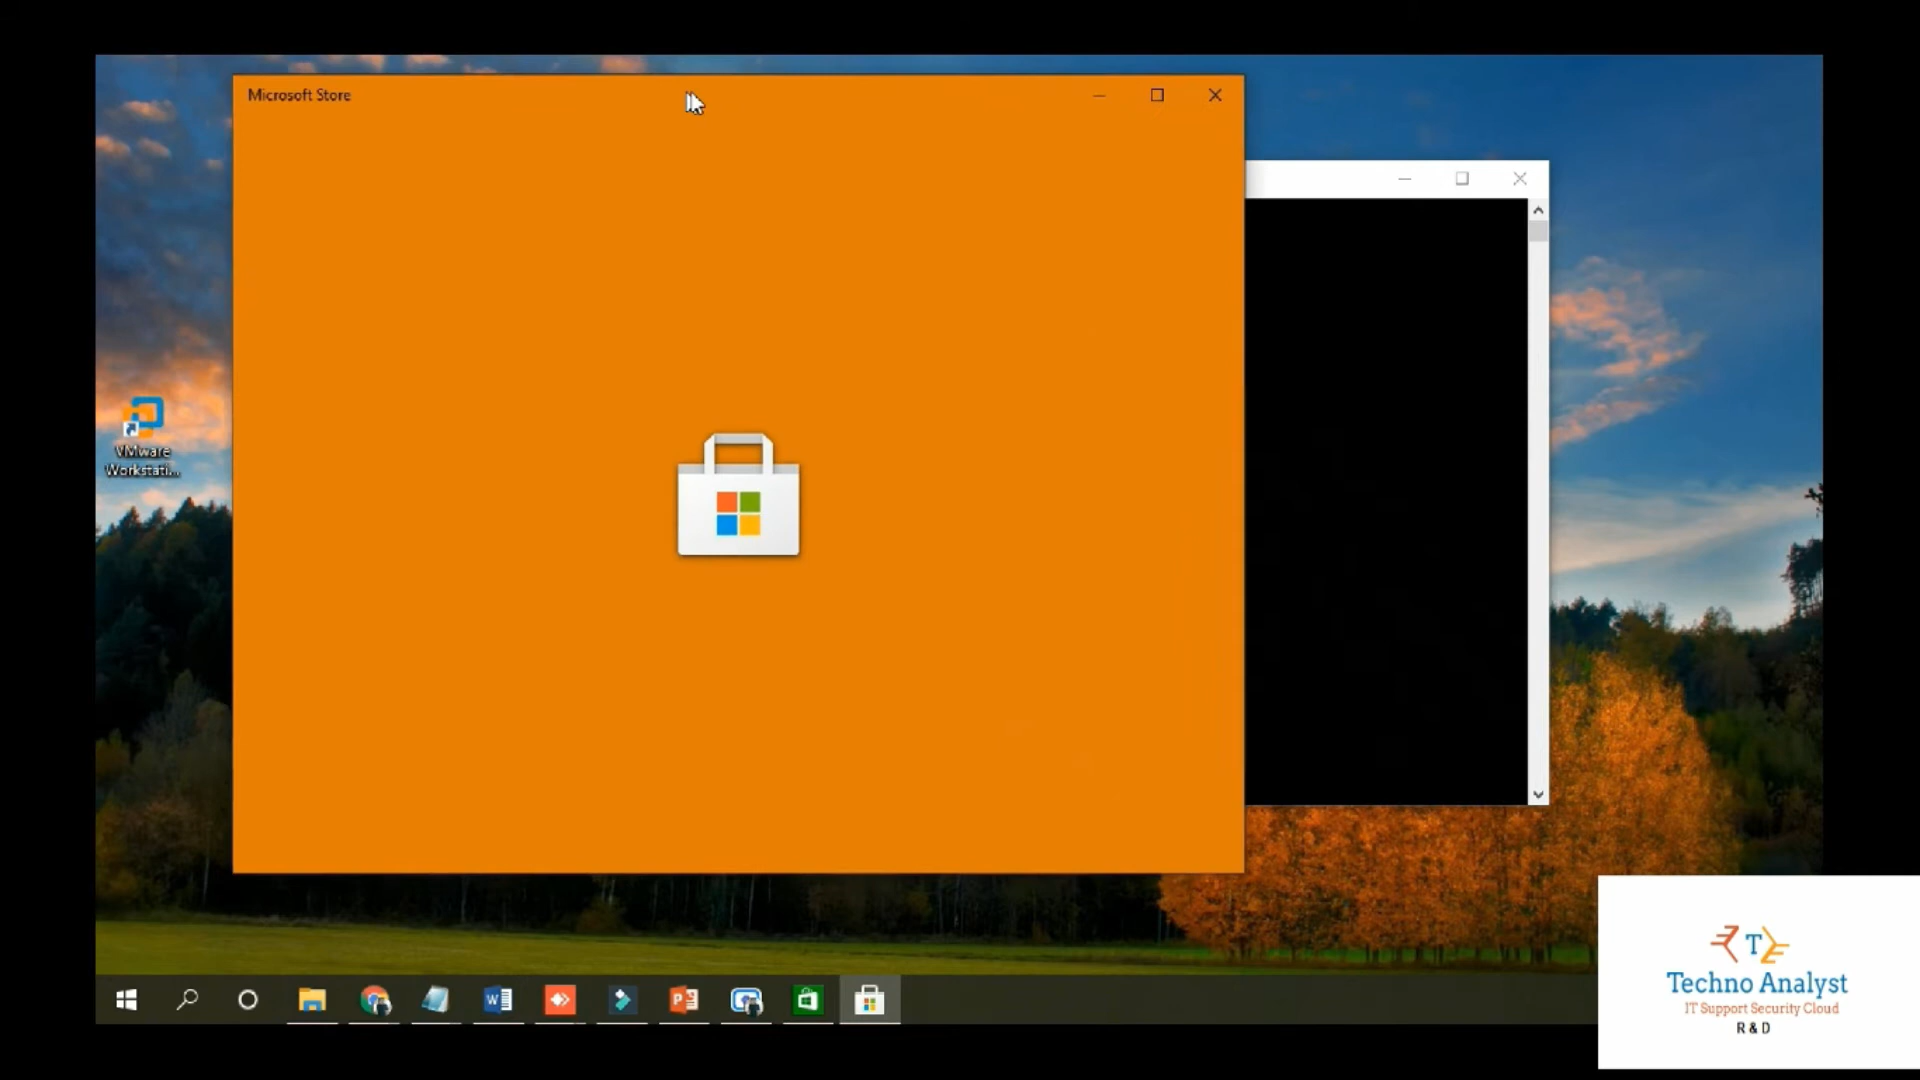 Microsoft Store
VMware
Workstati...
T
Techno Analyst
IT Support Security Cloud
R & D